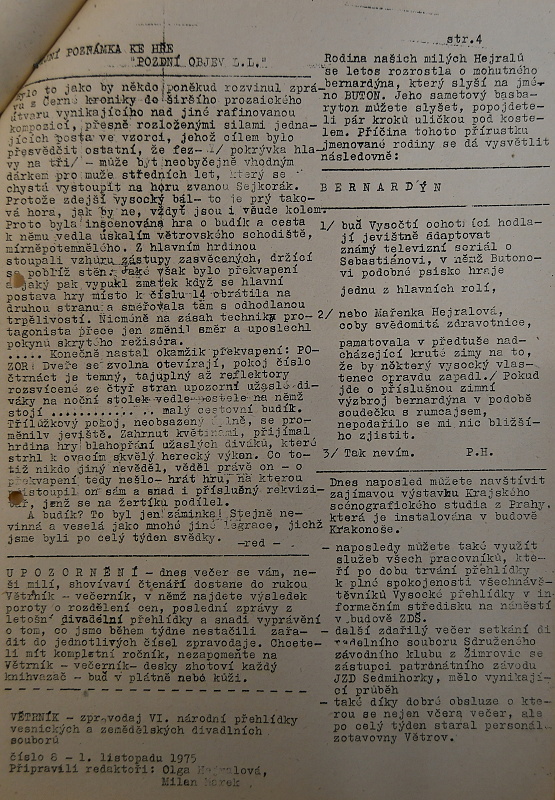 str.4
POZNÁMKA KE HŘE
"POZDNÍ OBJEV L.L."
Bylo to jako by někdo poněkud rozvinul zprá-
vu z Černé kroniky do širšího prozaického
útvaru vynikajícího nad jiné rafinovanou
kompozicí, přesně rozloženými silami jedna-
jících postav ve vzorci, jehož cílem bylo
přesvědčit ostatní, že fez / pokrývka hla-
vy na tři/ - může být neobyčejně vhodným
dárkem pro muže středních let, který se
chystá vystoupit na horu zvanou Sejkorák.
Protože zdejší vysocký bál- to je prý tako-
vá hora, jak by ne, vždyť jsou i všude kolem.
Proto byla inscenována hra o budík a cesta
k němu vedla úskalím větrovského schodiště,
mírněpotemnělého. Z hlavním hrdinou
stoupali vzhůru zástupy zasvěcených, držící
se poblíž stěn. Jaké však bylo překvapení
a jaký pak vypukl zmatek když se hlavní
postava hry místo k číslu 14 obrátila na
druhou stranu a směřovala tam s odhodlanou
trpělivostí. Nicméně na zásah techniky pro-
tagonista přece jen změnil směr a uposlechl
pokynu skrytého režiséra.
..... Konečně nastal okamžik překvapení: PO-
ZOR: Dveře se zvolna otevírají, pokoj číslo
čtrnáct je temný, tajuplný až reflektory
rozsvícené ze čtyř stran upozorní užaslé di-
váky na noční stolek vedle postele na němž
stojí .............. malý cestovní budík.
Třílůžkový pokoj, neobsazený , se pro-
měnil v jeviště. Zahrnut květinami, přijímal
hrdina hry blahopřání užaslých diváků, které
strhl k ovacím skvělý herecký výkon. Co to-
tiž nikdo jiný nevěděl, věděl právě on - o
překvapení tedy nešlo- hrát hru, na kterou
přistoupil on sám a snad i příslušný rekvizi-
tář, jenž se na žertíku podílel.
A budík? To byl jen záminka! Stejně ne-
vinná a veselá jako mnohé jiné legrace, jichž
jsme byli po celý týden svědky. -red -
U P O Z O R N Ě N Í - dnes večer se vám, ne-
ši milí, shovívaví čtenáři dostane do rukou
Větrník - večerník, v němž najdete výsledek
poroty o rozdělení cen, poslední zprávy z
letošní divadelní přehlídky a snadí vyprávění
o tom, co jsme během týdne nestačili zařa-
dit do jednotlivých čísel zpravodaje. Chcete-
li mít kompletní ročník, nezapomeňte na
Větrník - večerník- desky zhotoví každý
knihvazač - buď v plátně nebo kůži.
VĚTRNÍK - zpravodaj VI. národní přehlídky
vesnických a zemědělských divadelních
souborů
číslo 8 - 1. listopadu 1975
Připravili redaktoři: Olga Hejralová,
Milan
Rodina našich milých Hejralů
se letos rozrostla o mohutného
bernardýna, který slyší na jmé-
no BUTON. Jeho sametový basba-
ryton můžete slyšet, popojdete-
li pár kroků uličkou pod koste-
lem. Příčina tohoto přírustku
jmenované rodiny se dá vysvětlit
následovně:
B E R N A R D Ý N
1/ buď Vysočtí ochotníci hodla-
jí jevištně adaptovat
známý televizní seriál o
Sebastiánovi, v němž Butono-
vi podobné psisko hraje
jednu z hlavních rolí,
2/ nebo Mařenka Hejralová,
coby svědomitá zdravotnice,
pamatovala v předtuše nad-
cházející kruté zimy na to,
že by některý vysocký vlas-
tenec opravdu zapadl./ Pokud
jde o příslušnou zimní
výzbroj bernardýna v podobě
soudečku s rumcajsem,
nepodařilo se mi nic bližší-
ho zjistit.
3/ Tak nevím. P.H.
Dnes naposled můžete navštívit
zajímavou výstavku Krajského
scénografického studia z Prahy,
která je instalována v budově
Krakonoše.
- naposledy můžete také využít
služeb všech pracovníků, kte-
ří po dobu trvání přehlídky
k plné spokojenosti všechnávš-
těvníků Vysocké přehlídky v in-
formačním středisku na náměstí
v budově ZDŠ.
- další zdařilý večer setkání di
vadelního souboru Sdruženého
závodního klubu z Žimrovic se
zástupci patronátního závodu
JZD Sedmihorky, mělo vynikají-
cí průběh
- také díky dobré obsluze o kte-
rou se nejen včera večer, ale
po celý týden staral personál
zotavovny Větrov.